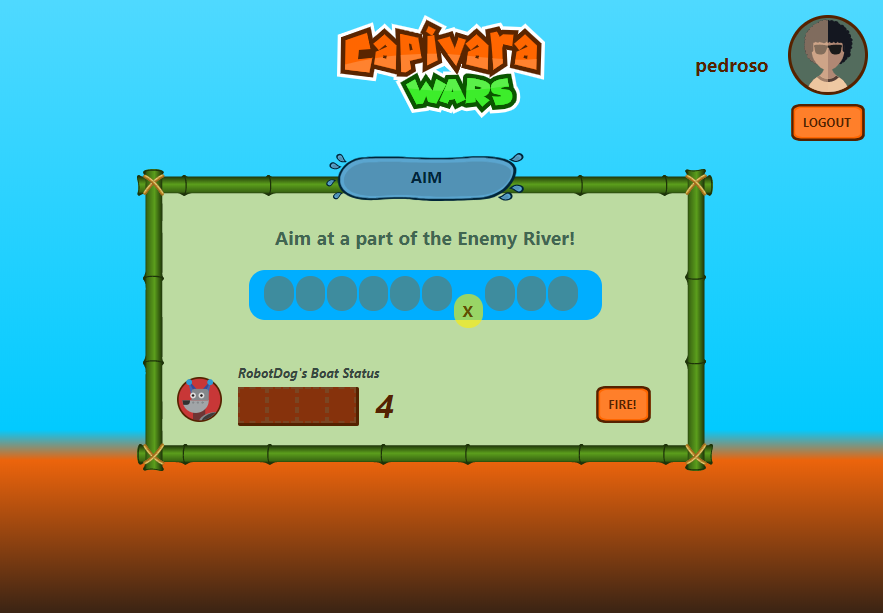 Capivara
WARS
pedroso
LOGOUT
AIM
Aim at a part of the Enemy River!
X
RobotDog's Boat Status
4
FIRE!